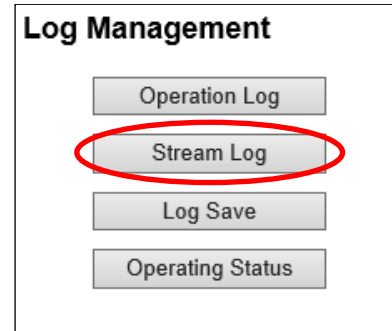 Log Management
Operation Log
Stream Log
Log Save
Operating Status